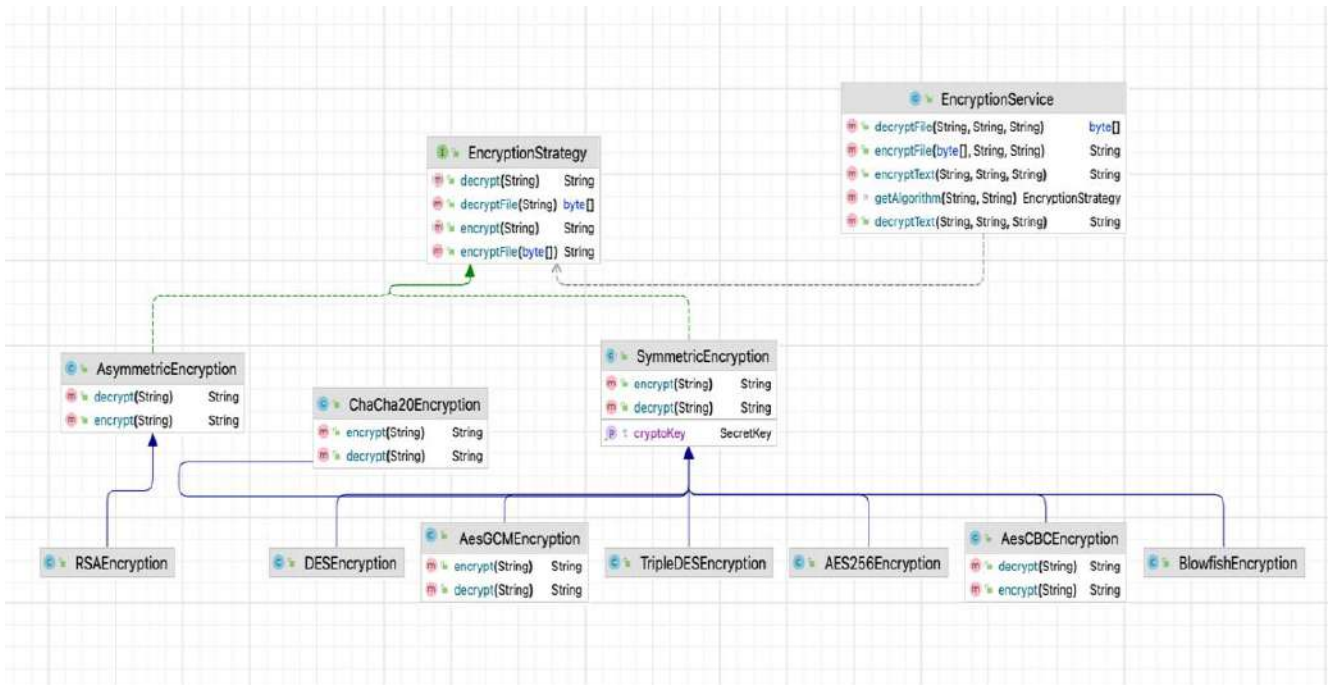 EncryptionService
decryptFile(String, String, String) byte[]
encryptFile(byte[], String, String) String
encryptText(String, String, String) String
getAlgorithm(String, String) EncryptionStrategy
decryptText(String, String, String) String
EncryptionStrategy
decrypt(String) String
decryptFile(String) byte[]
encrypt(String) String
encryptFile(byte[]) String
AsymmetricEncryption
decrypt(String) String
encrypt(String) String
ChaCha20Encryption
encrypt(String) String
decrypt(String) String
SymmetricEncryption
encrypt(String) String
decrypt(String) String
cryptoKey SecretKey
RSAEncryption
DESEncryption
AesGCMEncryption
encrypt(String) String
decrypt(String) String
TripleDESEncryption
AES256Encryption
AesCBCEncryption
decrypt(String) String
encrypt(String) String
BlowfishEncryption